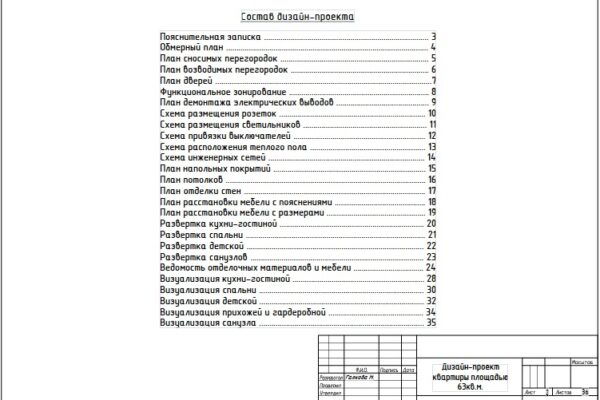 Состав дизайн-проекта
Пояснительная записка 3
Обмерный план 4
План сносимых перегородок 5
План возводимых перегородок 6
План дверей 7
Функциональное зонирование 8
План демонтажа электрических выводов 9
Схема размещения розеток 10
Схема размещения светильников 11
Схема привязки выключателей 12
Схема расположения теплого пола 13
Схема инженерных сетей 14
План напольных покрытий 15
План потолков 16
План отделки стен 17
План расстановки мебели с пояснениями 18
План расстановки мебели с размерами 19
Развертка кухни-гостиной 20
Развертка спальни 21
Развертка детской 22
Развертка санузлов 23
Ведомость отделочных материалов и мебели 24
Визуализация кухни-гостиной 28
Визуализация спальни 30
Визуализация детской 32
Визуализация прихожей и гардеробной 34
Визуализация санузла 35
Ф.И.О. Подпись Дата
Разработал
Проверил
Утвердил
Дизайн-проект
квартиры площадью
63кв.м.
Масштаб
Лист 2 Листов 36